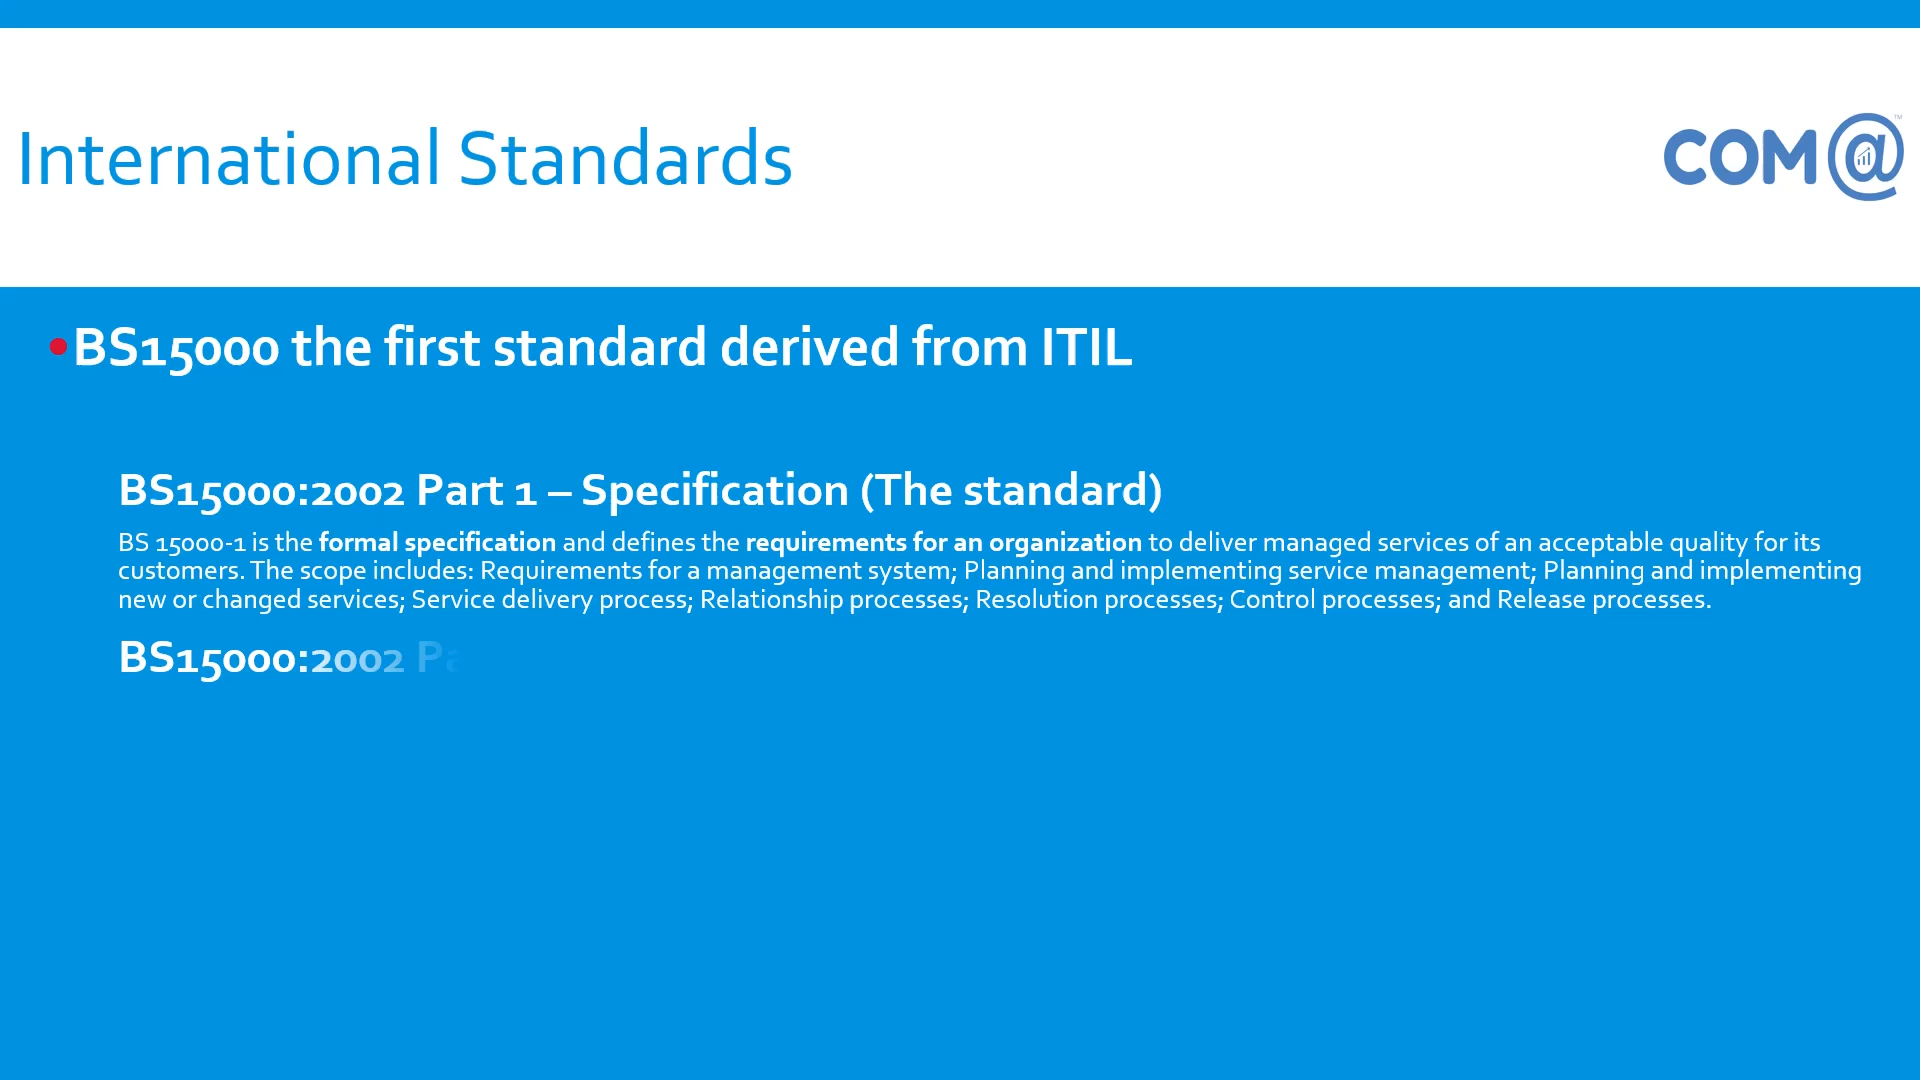 International Standards
COM@
TM
•BS15000 the first standard derived from ITIL
BS15000:2002 Part 1 – Specification (The standard)
BS 15000-1 is the formal specification and defines the requirements for an organization to deliver managed services of an acceptable quality for its
customers. The scope includes: Requirements for a management system; Planning and implementing service management; Planning and implementing
new or changed services; Service delivery process; Relationship processes; Resolution processes; Control processes; and Release processes.
BS15000:2002 Pa